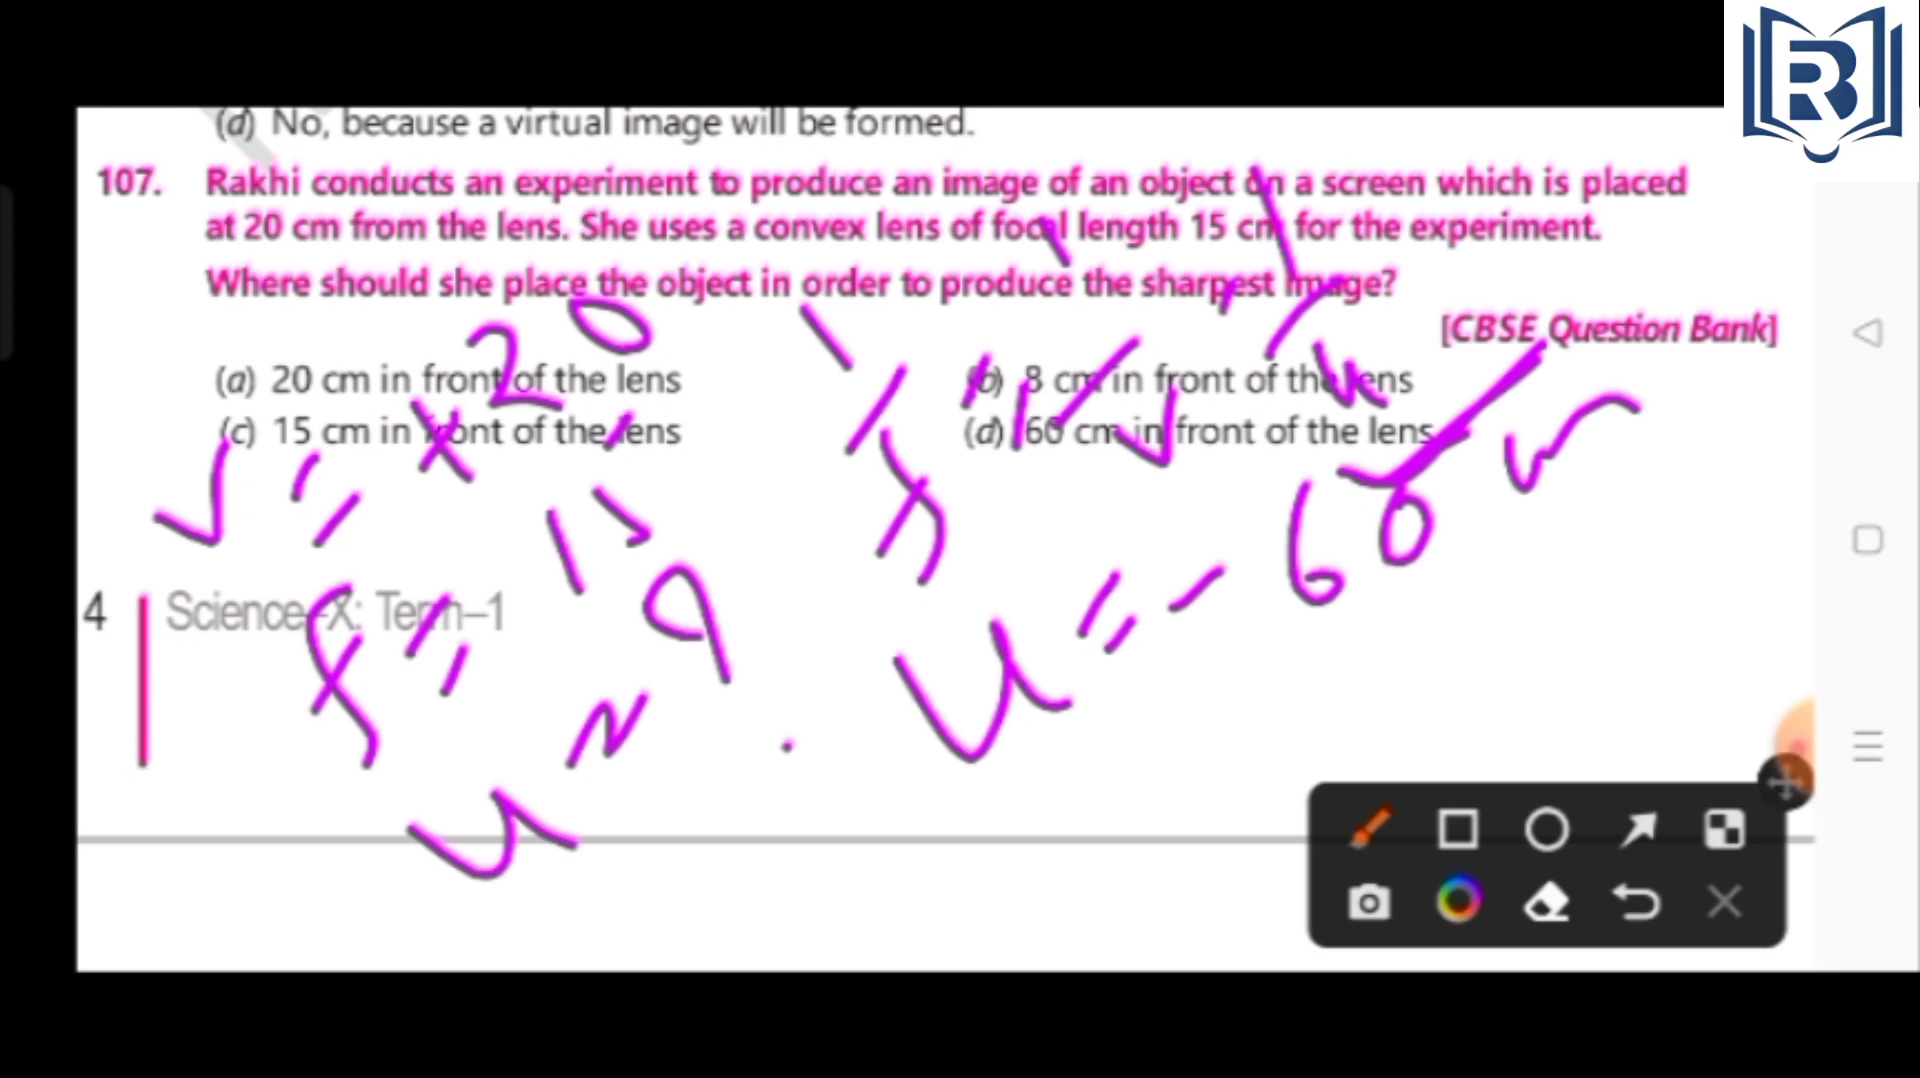 (d) No, because a virtual image will be formed.
107. Rakhi conducts an experiment to produce an image of an object on a screen which is placed
at 20 cm from the lens. She uses a convex lens of focal length 15 cm for the experiment.
Where should she place the object in order to produce the sharpest image?
[CBSE Question Bank]
(a) 20 cm in front of the lens (b) 8 cm in front of the lens
(c) 15 cm in front of the lens (d) 60 cm in front of the lens
V = +20
1/f = 1/v - 1/u
f = 15
u = ?
u = -60
4 Science–X: Term–1
RB